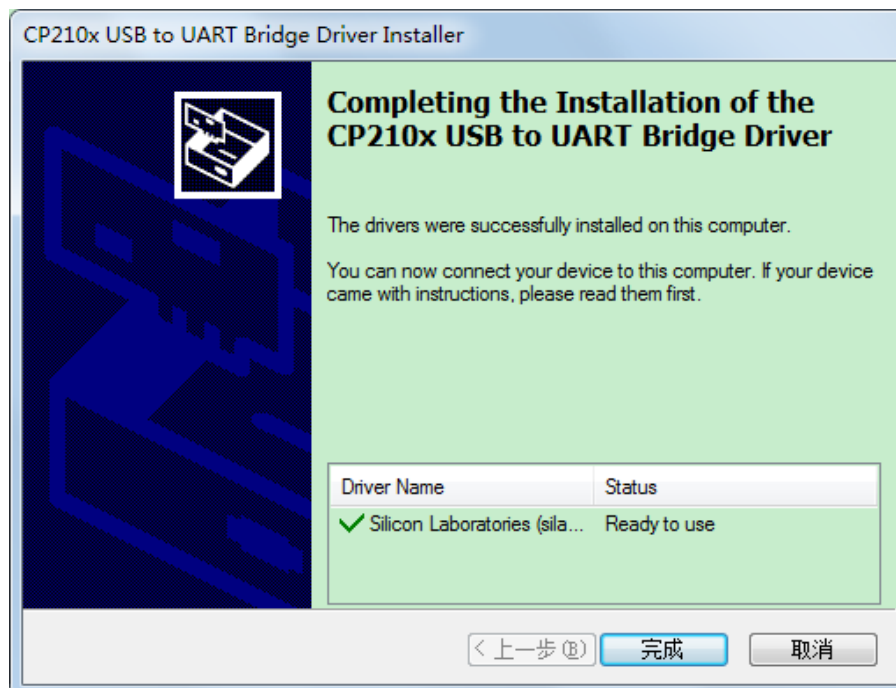 CP210x USB to UART Bridge Driver Installer
Completing the Installation of the
CP210x USB to UART Bridge Driver
The drivers were successfully installed on this computer.
You can now connect your device to this computer. If your device
came with instructions, please read them first.
Driver Name Status
Silicon Laboratories (sila... Ready to use
< 上一步(B) 完成 取消